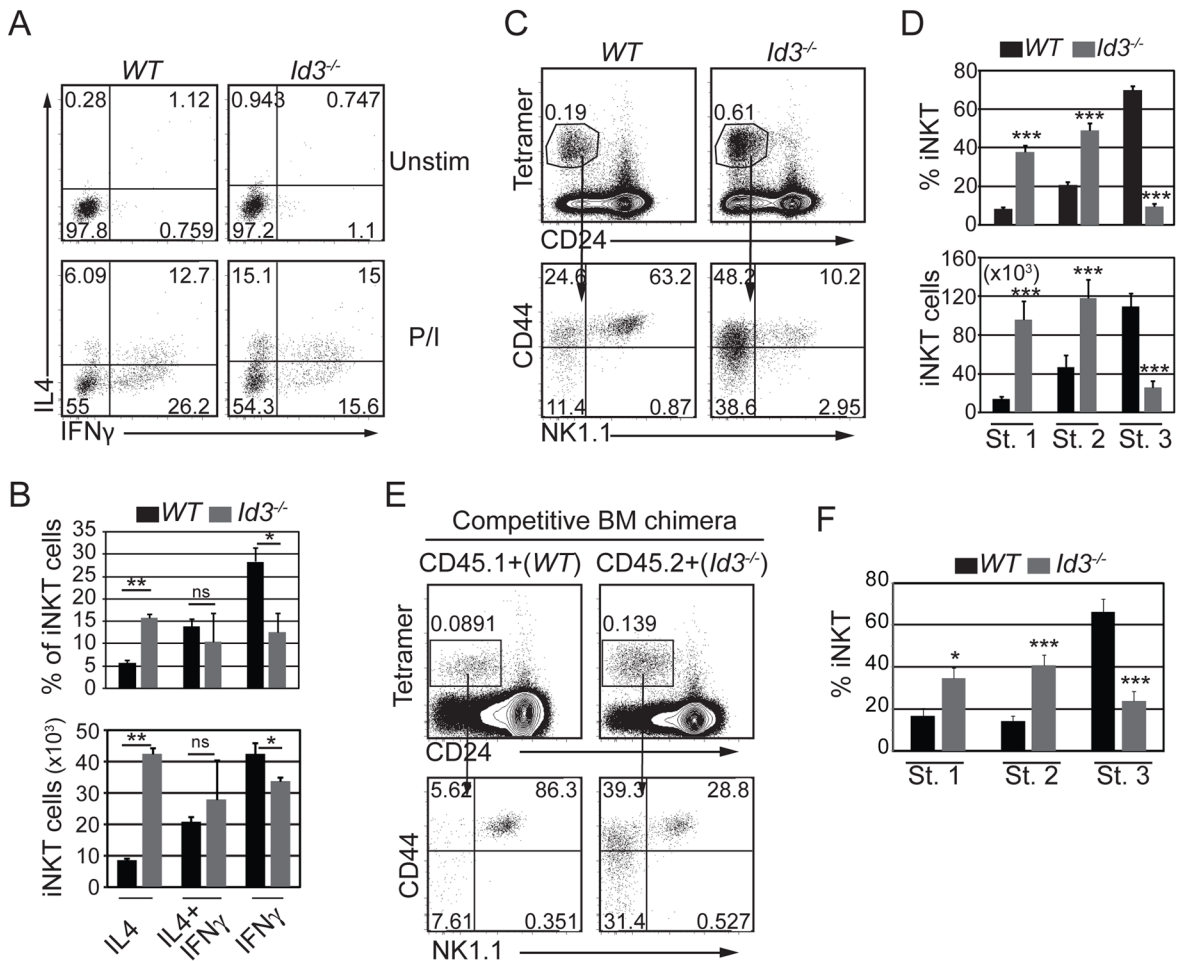 A
WT
Id3-/-
0.28
1.12
0.943
0.747
Unstim
97.8
0.759
97.2
1.1
6.09
12.7
15.1
15
P/I
55
26.2
54.3
15.6
IL4
IFNγ
B
WT
Id3-/-
% of iNKT cells
35
30
25
20
15
10
5
0
**
ns
*
iNKT cells (x10³)
50
40
30
20
10
0
**
ns
*
IL4
IL4+
IFNγ
IFNγ
C
WT
Id3-/-
Tetramer
0.19
0.61
CD24
24.6
63.2
48.2
10.2
CD44
11.4
0.87
38.6
2.95
NK1.1
D
WT
Id3-/-
% iNKT
80
60
40
20
0
***
***
***
iNKT cells
(x10³)
160
120
80
40
0
***
***
***
St. 1
St. 2
St. 3
E
Competitive BM chimera
CD45.1+(WT)
CD45.2+(Id3-/-)
Tetramer
0.0891
0.139
CD24
5.62
86.3
39.3
28.8
CD44
7.61
0.351
31.4
0.527
NK1.1
F
WT
Id3-/-
% iNKT
80
60
40
20
0
*
***
***
St. 1
St. 2
St. 3